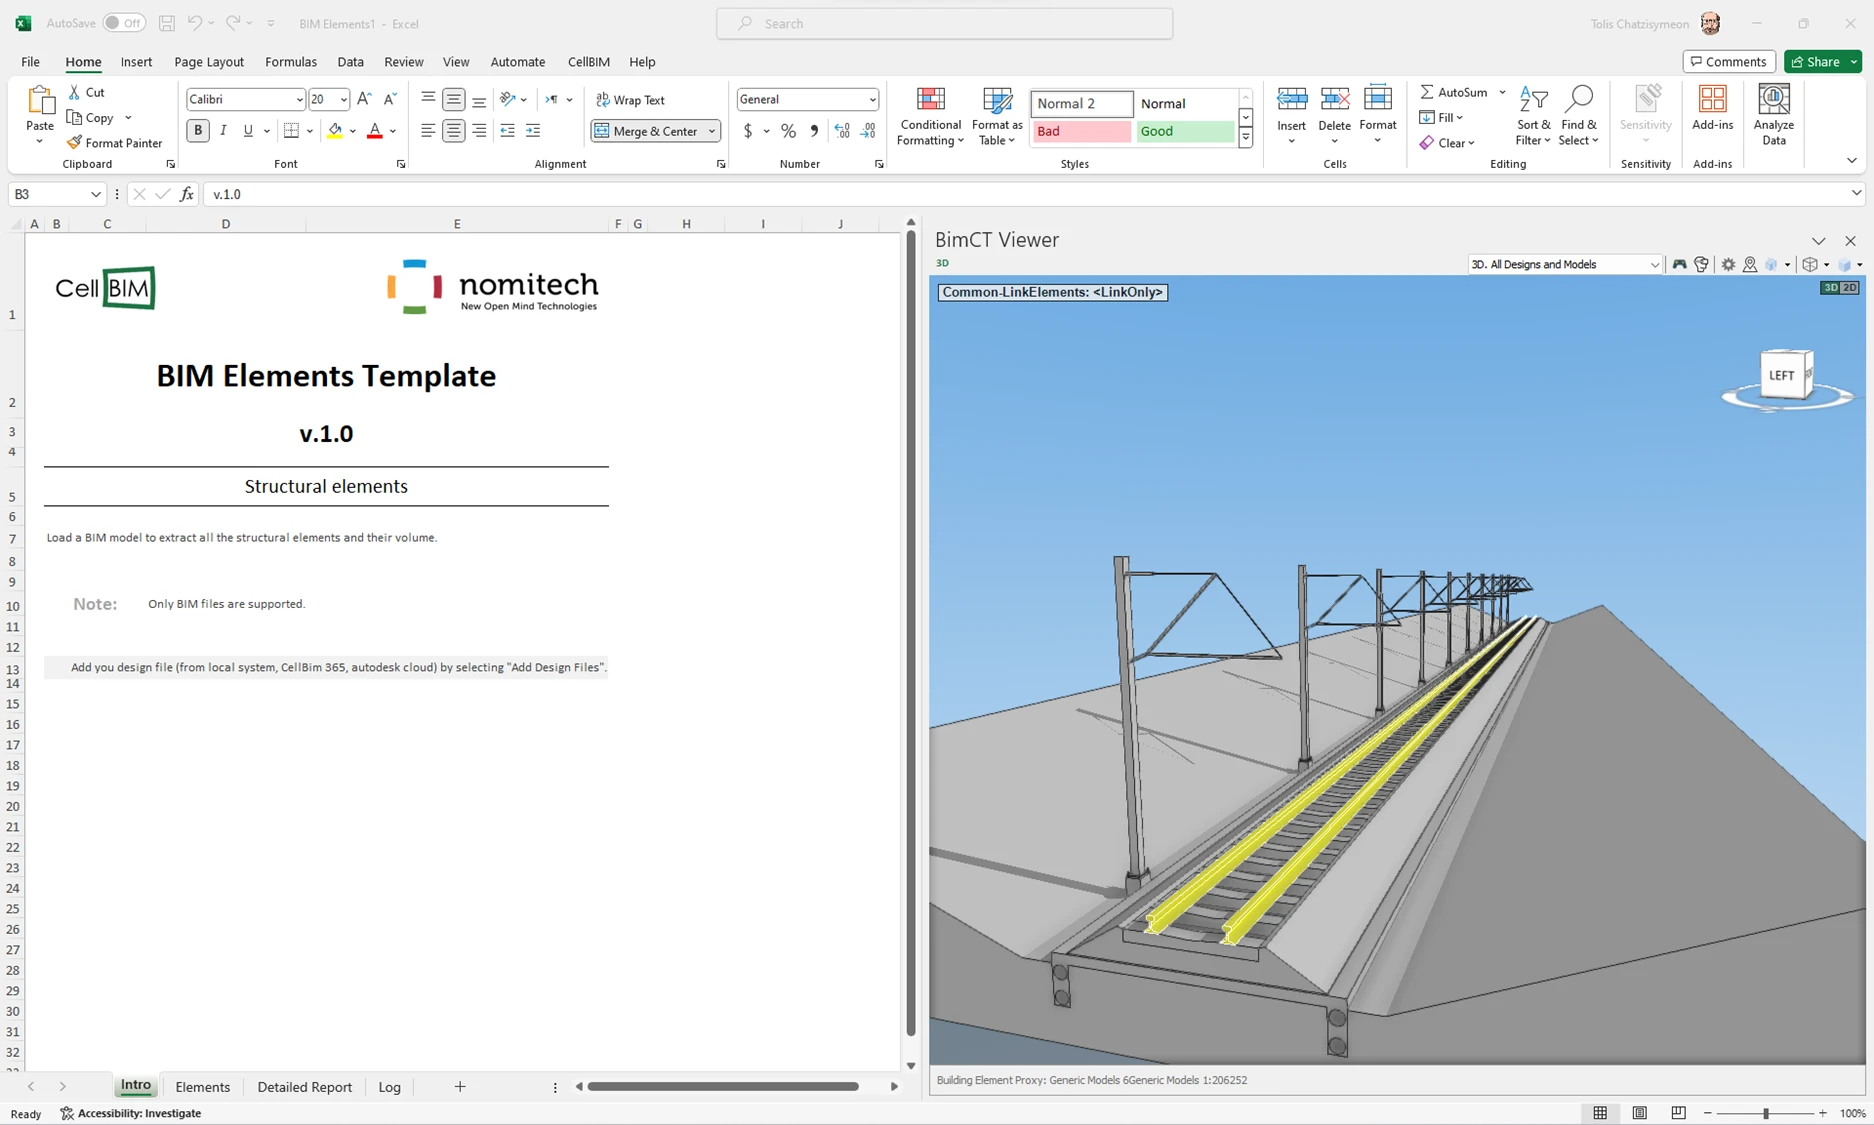 AutoSave Off BIM Elements1 - Excel Search Tolis Chatzisymeon
File Home Insert Page Layout Formulas Data Review View Automate CellBIM Help Comments Share
Paste
Cut
Copy
Format Painter
Clipboard
Calibri 20
B I U
Font
Wrap Text
Merge & Center
Alignment
General
$ %
Number
Conditional Formatting
Format as Table
Normal 2 Normal
Bad Good
Styles
Insert Delete Format
Cells
AutoSum
Fill
Clear
Sort & Filter
Find & Select
Editing
Sensitivity
Sensitivity
Add-ins
Add-ins
Analyze Data
B3 fx v.1.0
A B C D E F G H I J
1
2
3
4
5
6
7
8
9
10
11
12
13
14
15
16
17
18
19
20
21
22
23
24
25
26
27
28
29
30
31
32
CellBIM
nomitech
New Open Mind Technologies
BIM Elements Template
v.1.0
Structural elements
Load a BIM model to extract all the structural elements and their volume.
Note: Only BIM files are supported.
Add you design file (from local system, CellBim 365, autodesk cloud) by selecting "Add Design Files".
BimCT Viewer
3D
3D. All Designs and Models
Common-LinkElements: <LinkOnly>
3D 2D
LEFT
Building Element Proxy: Generic Models 6Generic Models 1:206252
Intro Elements Detailed Report Log
Ready Accessibility: Investigate 100%